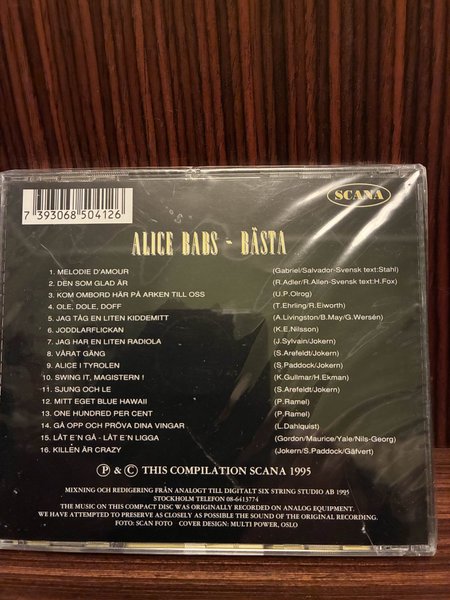 SCANA
7 393068 504126
ALICE BABS - BÄSTA
1. MELODIE D'AMOUR (Gabriel/Salvador-Svensk text:Stahl)
2. DEN SOM GLAD ÄR (R.Adler/R.Allen-Svensk text:H.Fox)
3. KOM OMBORD HÄR PÅ ARKEN TILL OSS (U.P.Olrog)
4. OLE, DOLE, DOFF (T.Ehrling/R.Elworth)
5. JAG TÅG EN LITEN KIDDEMITT (A.Livingston/B.May/G.Wersén)
6. JODDLARFLICKAN (K.E.Nilsson)
7. JAG HAR EN LITEN RADIOLA (J.Sylvain/Jokern)
8. VÅRAT GÄNG (S.Arefeldt/Jokern)
9. ALICE I TYROLEN (S.Paddock/Jokern)
10. SWING IT, MAGISTERN ! (K.Gullmar/H.Ekman)
11. SJUNG OCH LE (S.Arefeldt/Jokern)
12. MITT EGET BLUE HAWAII (P.Ramel)
13. ONE HUNDRED PER CENT (P.Ramel)
14. GÅ OPP OCH PRÖVA DINA VINGAR (L.Dahlquist)
15. LÅT E'N GÅ - LÅT E'N LIGGA (Gordon/Maurice/Yale/Nils-Georg)
16. KILLÉN ÄR CRAZY (Jokern/S.Paddock/Gäfvert)
Ⓟ & Ⓒ THIS COMPILATION SCANA 1995
MIXNING OCH REDIGERING FRÅN ANALOGT TILL DIGITALT SIX STRING STUDIO AB 1995
STOCKHOLM TELEFON 08-6413774
THE MUSIC ON THIS COMPACT DISC WAS ORIGINALLY RECORDED ON ANALOG EQUIPMENT.
WE HAVE ATTEMPTED TO PRESERVE AS CLOSELY AS POSSIBLE THE SOUND OF THE ORIGINAL RECORDING.
FOTO: SCAN FOTO COVER DESIGN: MULTI POWER, OSLO